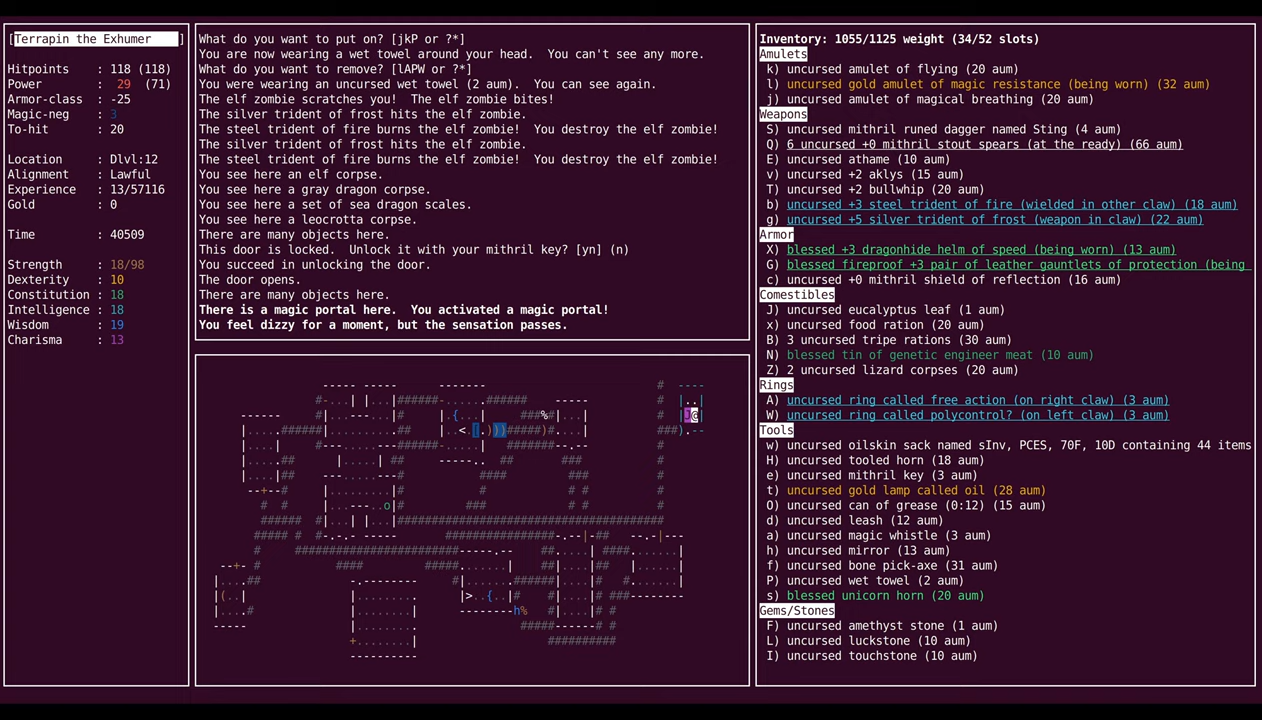 [Terrapin the Exhumer ]
Hitpoints : 118 (118)
Power : 29 (71)
Armor-class : -25
Magic-neg : 3
To-hit : 20
Location : Dlvl:12
Alignment : Lawful
Experience : 13/57116
Gold : 0
Time : 40509
Strength : 18/98
Dexterity : 10
Constitution : 18
Intelligence : 18
Wisdom : 19
Charisma : 13
What do you want to put on? [jkP or ?*]
You are now wearing a wet towel around your head. You can't see any more.
What do you want to remove? [lAPW or ?*]
You were wearing an uncursed wet towel (2 aum). You can see again.
The elf zombie scratches you! The elf zombie bites!
The silver trident of frost hits the elf zombie.
The steel trident of fire burns the elf zombie! You destroy the elf zombie!
The silver trident of frost hits the elf zombie.
The steel trident of fire burns the elf zombie! You destroy the elf zombie!
You see here an elf corpse.
You see here a gray dragon corpse.
You see here a set of sea dragon scales.
You see here a leocrotta corpse.
There are many objects here.
This door is locked. Unlock it with your mithril key? [yn] (n)
You succeed in unlocking the door.
The door opens.
There are many objects here.
There is a magic portal here. You activated a magic portal!
You feel dizzy for a moment, but the sensation passes.
Inventory: 1055/1125 weight (34/52 slots)
Amulets
k) uncursed amulet of flying (20 aum)
l) uncursed gold amulet of magic resistance (being worn) (32 aum)
j) uncursed amulet of magical breathing (20 aum)
Weapons
S) uncursed mithril runed dagger named Sting (4 aum)
Q) 6 uncursed +0 mithril stout spears (at the ready) (66 aum)
E) uncursed athame (10 aum)
v) uncursed +2 aklys (15 aum)
T) uncursed +2 bullwhip (20 aum)
b) uncursed +3 steel trident of fire (wielded in other claw) (18 aum)
g) uncursed +5 silver trident of frost (weapon in claw) (22 aum)
Armor
X) blessed +3 dragonhide helm of speed (being worn) (13 aum)
G) blessed fireproof +3 pair of leather gauntlets of protection (being
c) uncursed +0 mithril shield of reflection (16 aum)
Comestibles
J) uncursed eucalyptus leaf (1 aum)
x) uncursed food ration (20 aum)
B) 3 uncursed tripe rations (30 aum)
N) blessed tin of genetic engineer meat (10 aum)
Z) 2 uncursed lizard corpses (20 aum)
Rings
A) uncursed ring called free action (on right claw) (3 aum)
W) uncursed ring called polycontrol? (on left claw) (3 aum)
Tools
w) uncursed oilskin sack named sInv, PCES, 70F, 10D containing 44 items
H) uncursed tooled horn (18 aum)
e) uncursed mithril key (3 aum)
t) uncursed gold lamp called oil (28 aum)
O) uncursed can of grease (0:12) (15 aum)
d) uncursed leash (12 aum)
a) uncursed magic whistle (3 aum)
h) uncursed mirror (13 aum)
f) uncursed bone pick-axe (31 aum)
P) uncursed wet towel (2 aum)
s) blessed unicorn horn (20 aum)
Gems/Stones
F) uncursed amethyst stone (1 aum)
L) uncursed luckstone (10 aum)
I) uncursed touchstone (10 aum)